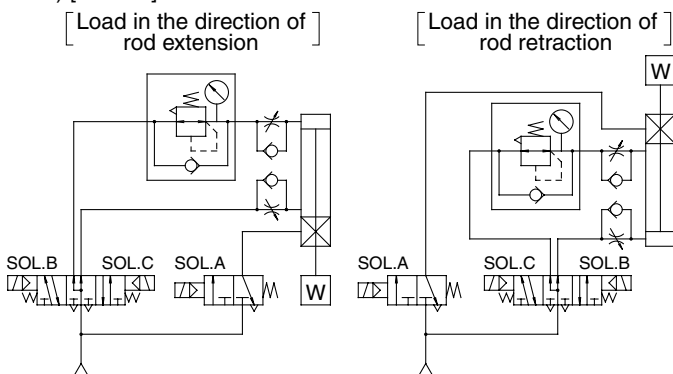 [Load in the direction of rod extension]
[Load in the direction of rod retraction]
W
SOL.B SOL.C SOL.A
W
SOL.A SOL.C SOL.B